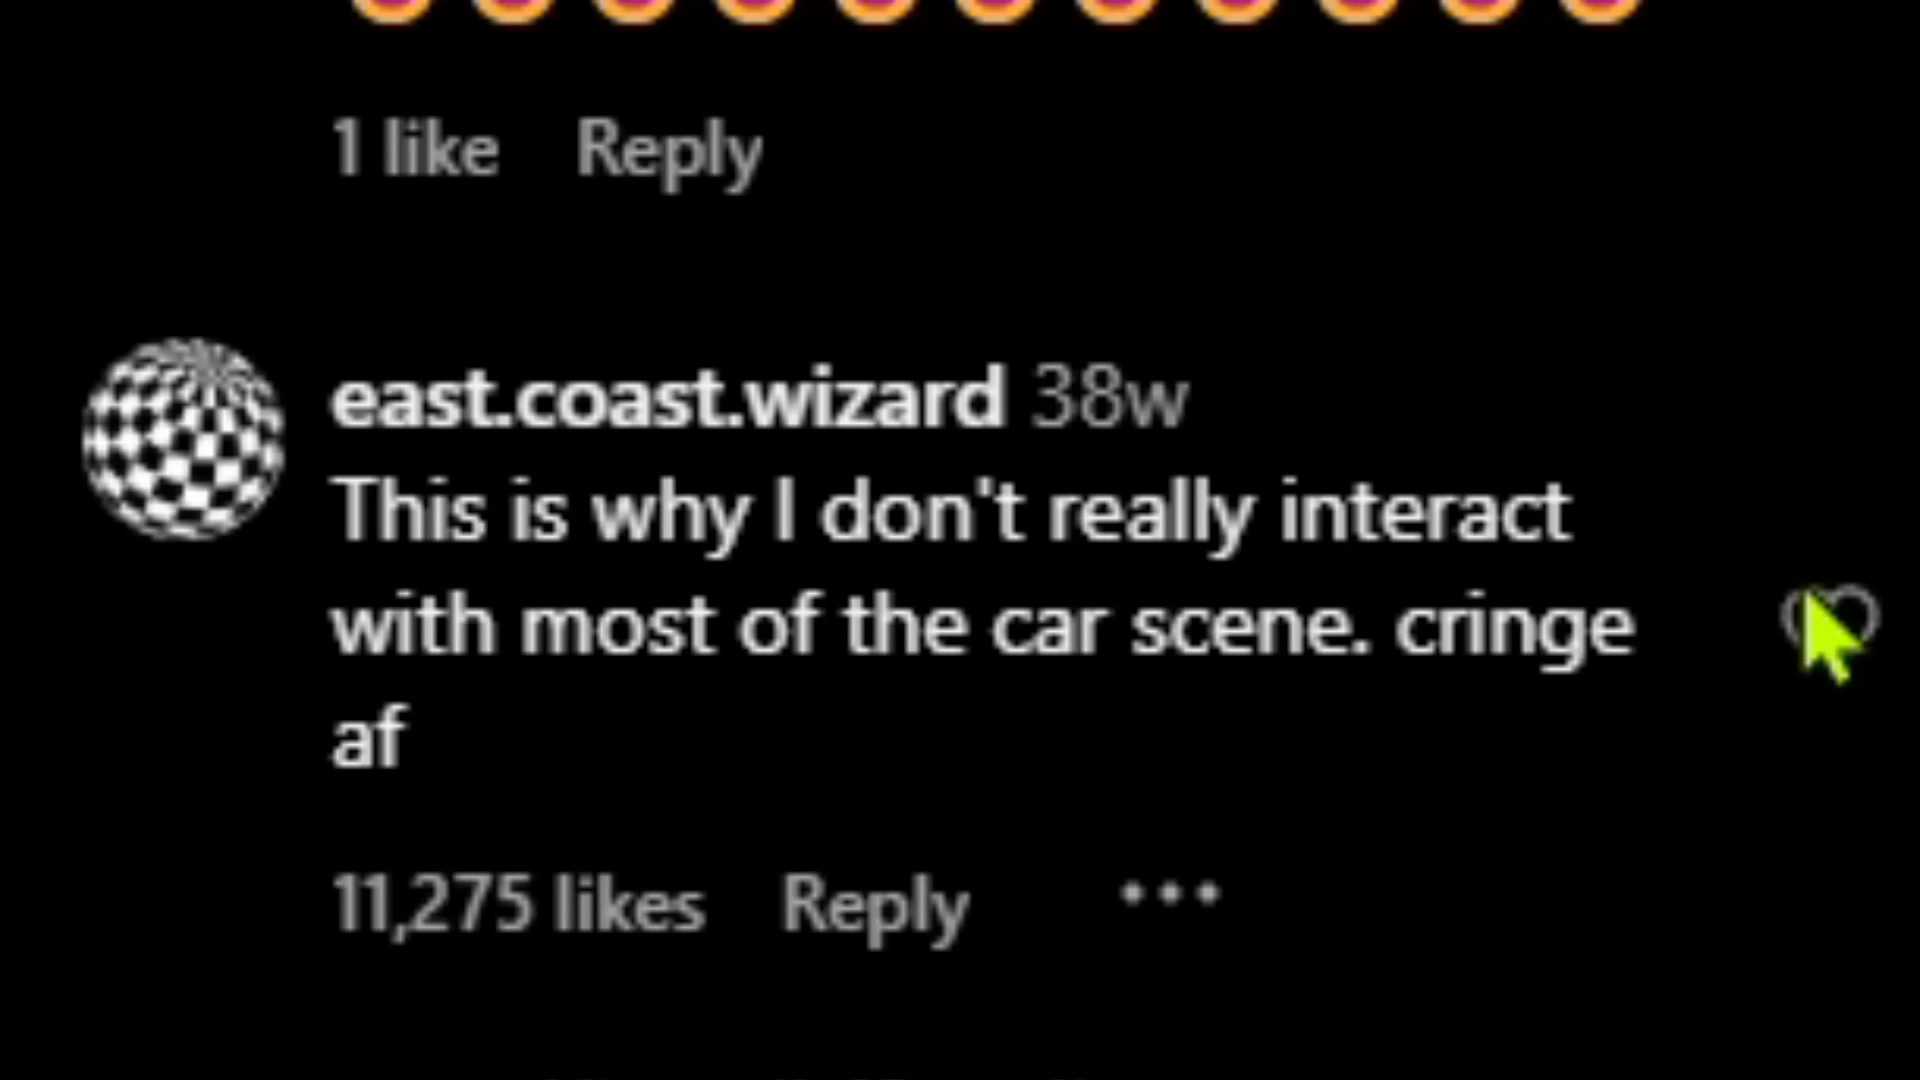 1 like Reply
east.coast.wizard 38w
This is why I don't really interact
with most of the car scene. cringe
af
11,275 likes Reply